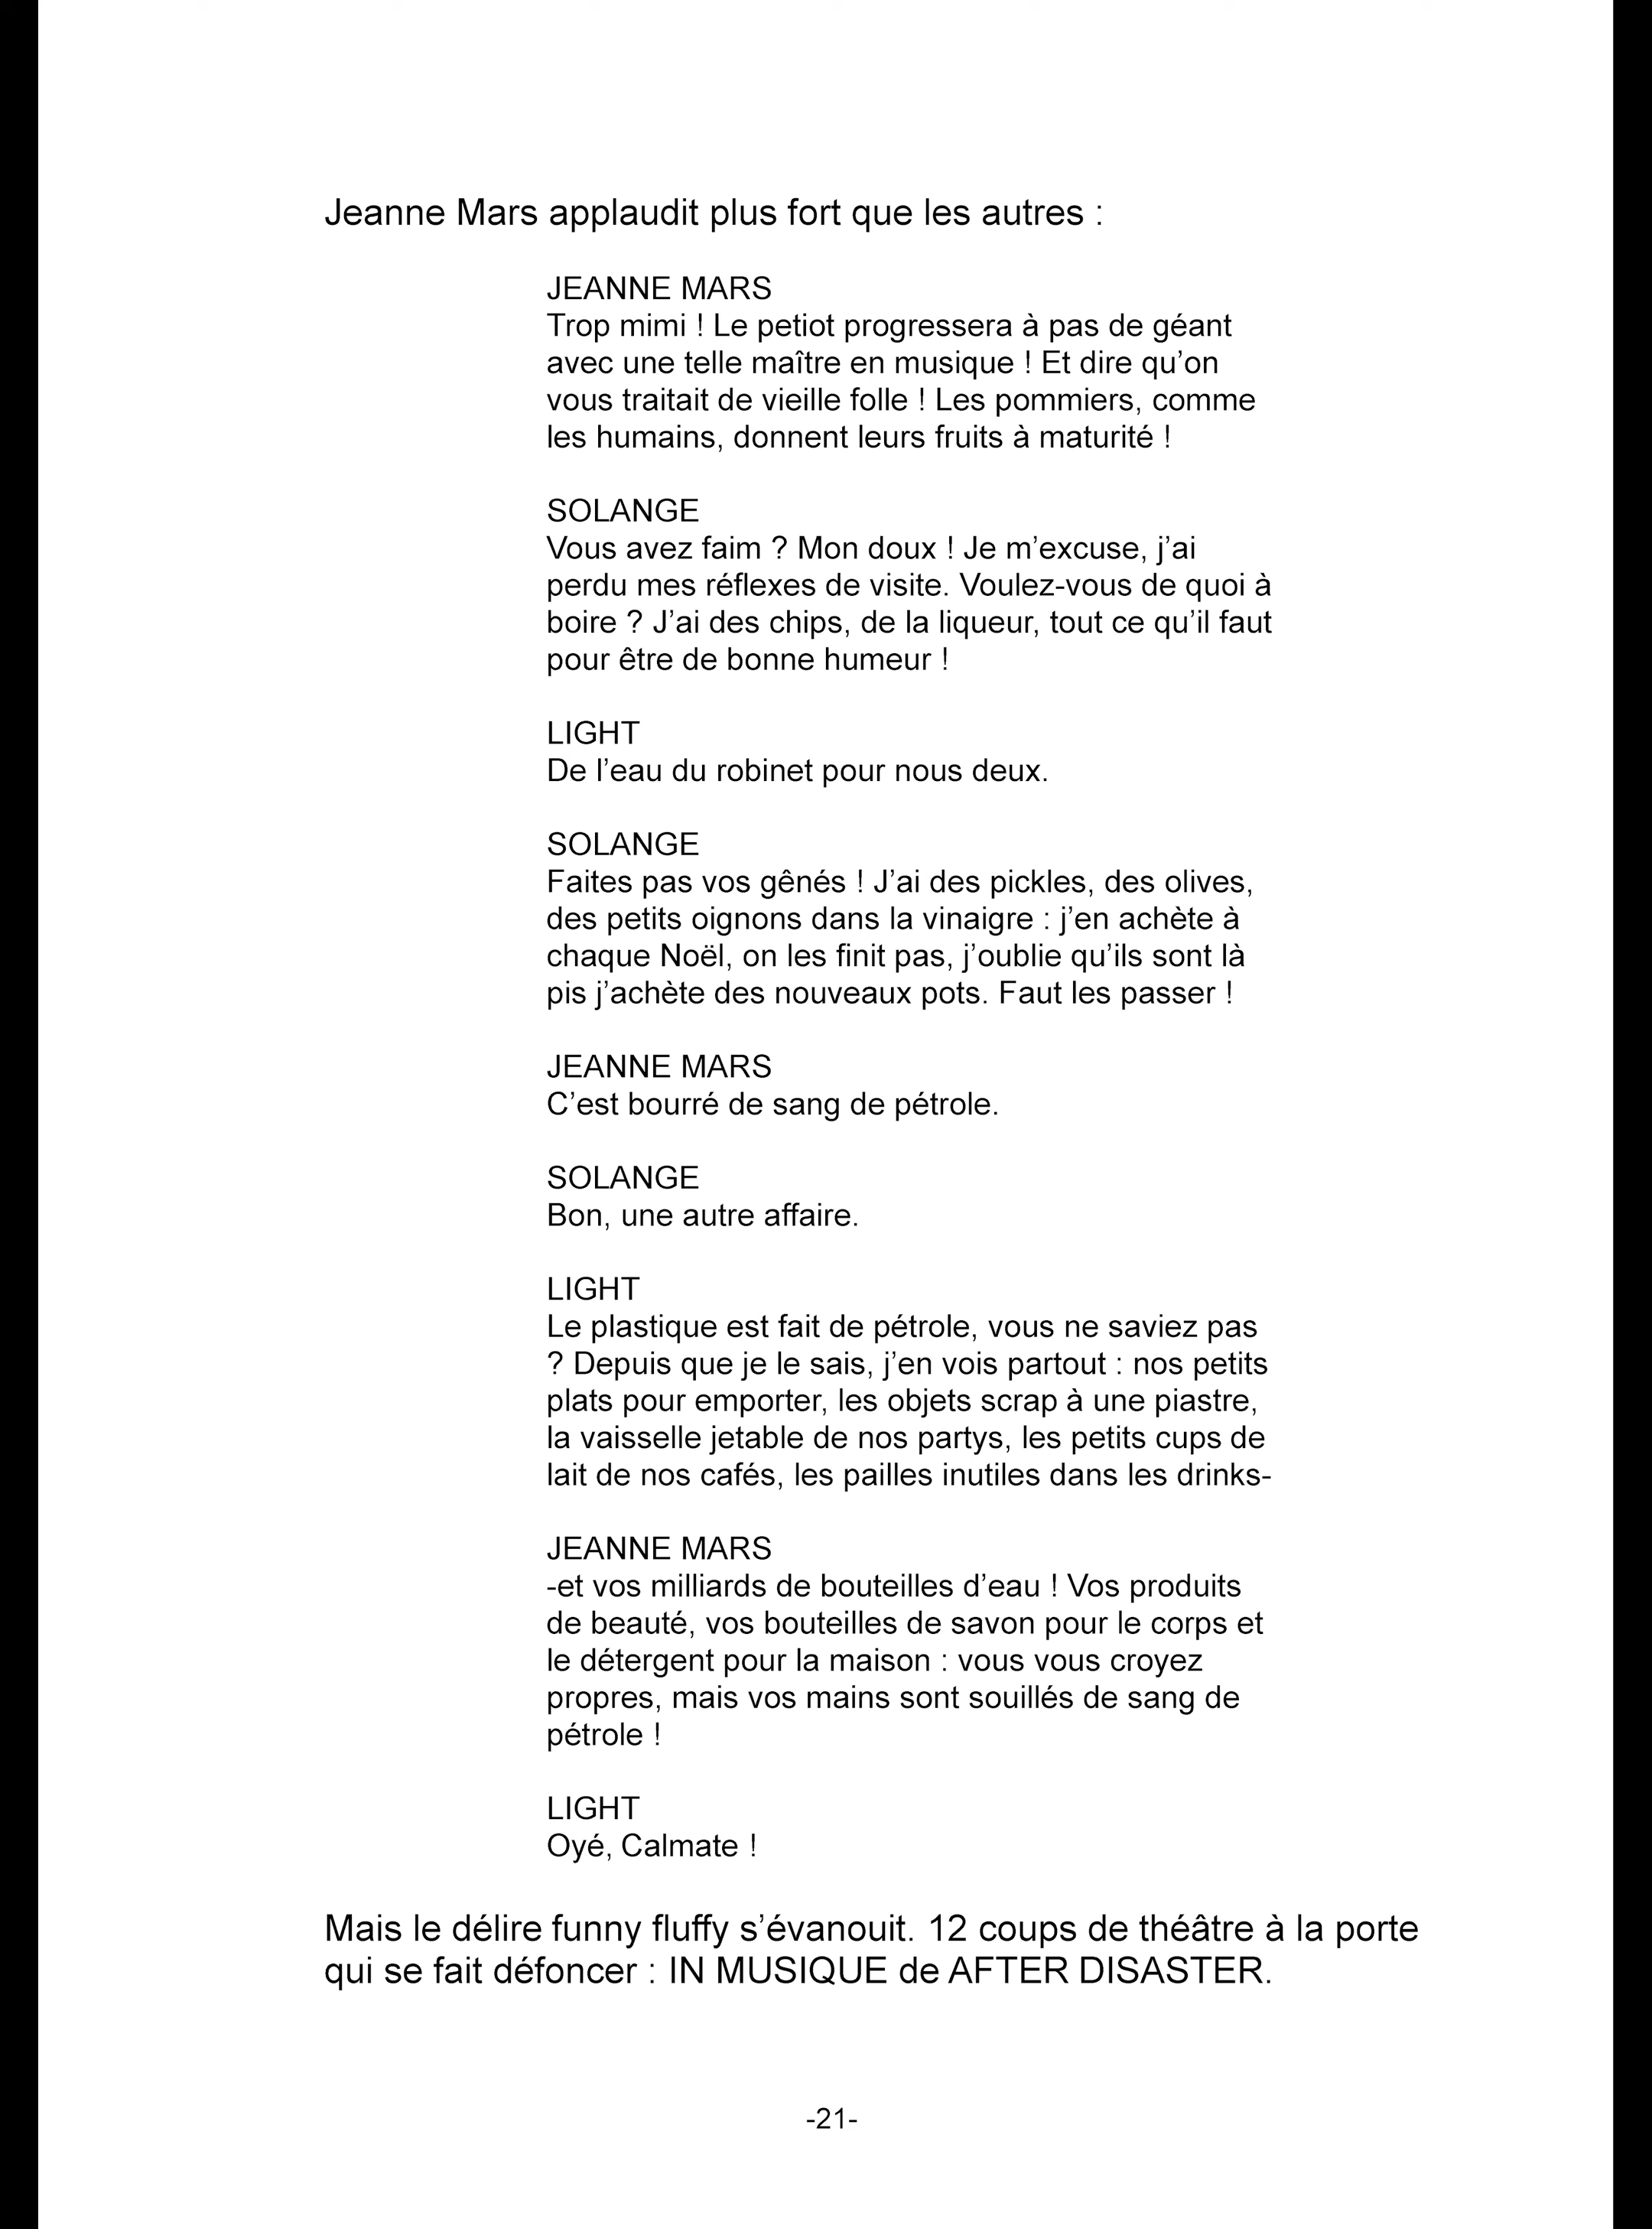 Jeanne Mars applaudit plus fort que les autres :
JEANNE MARS
Trop mimi ! Le petiot progressera à pas de géant
avec une telle maître en musique ! Et dire qu’on
vous traitait de vieille folle ! Les pommiers, comme
les humains, donnent leurs fruits à maturité !
SOLANGE
Vous avez faim ? Mon doux ! Je m’excuse, j’ai
perdu mes réflexes de visite. Voulez-vous de quoi à
boire ? J’ai des chips, de la liqueur, tout ce qu’il faut
pour être de bonne humeur !
LIGHT
De l’eau du robinet pour nous deux.
SOLANGE
Faites pas vos gênés ! J’ai des pickles, des olives,
des petits oignons dans la vinaigre : j’en achète à
chaque Noël, on les finit pas, j’oublie qu’ils sont là
pis j’achète des nouveaux pots. Faut les passer !
JEANNE MARS
C’est bourré de sang de pétrole.
SOLANGE
Bon, une autre affaire.
LIGHT
Le plastique est fait de pétrole, vous ne saviez pas
? Depuis que je le sais, j’en vois partout : nos petits
plats pour emporter, les objets scrap à une piastre,
la vaisselle jetable de nos partys, les petits cups de
lait de nos cafés, les pailles inutiles dans les drinks-
JEANNE MARS
-et vos milliards de bouteilles d’eau ! Vos produits
de beauté, vos bouteilles de savon pour le corps et
le détergent pour la maison : vous vous croyez
propres, mais vos mains sont souillés de sang de
pétrole !
LIGHT
Oyé, Calmate !
Mais le délire funny fluffy s’évanouit. 12 coups de théâtre à la porte
qui se fait défoncer : IN MUSIQUE de AFTER DISASTER.
-21-